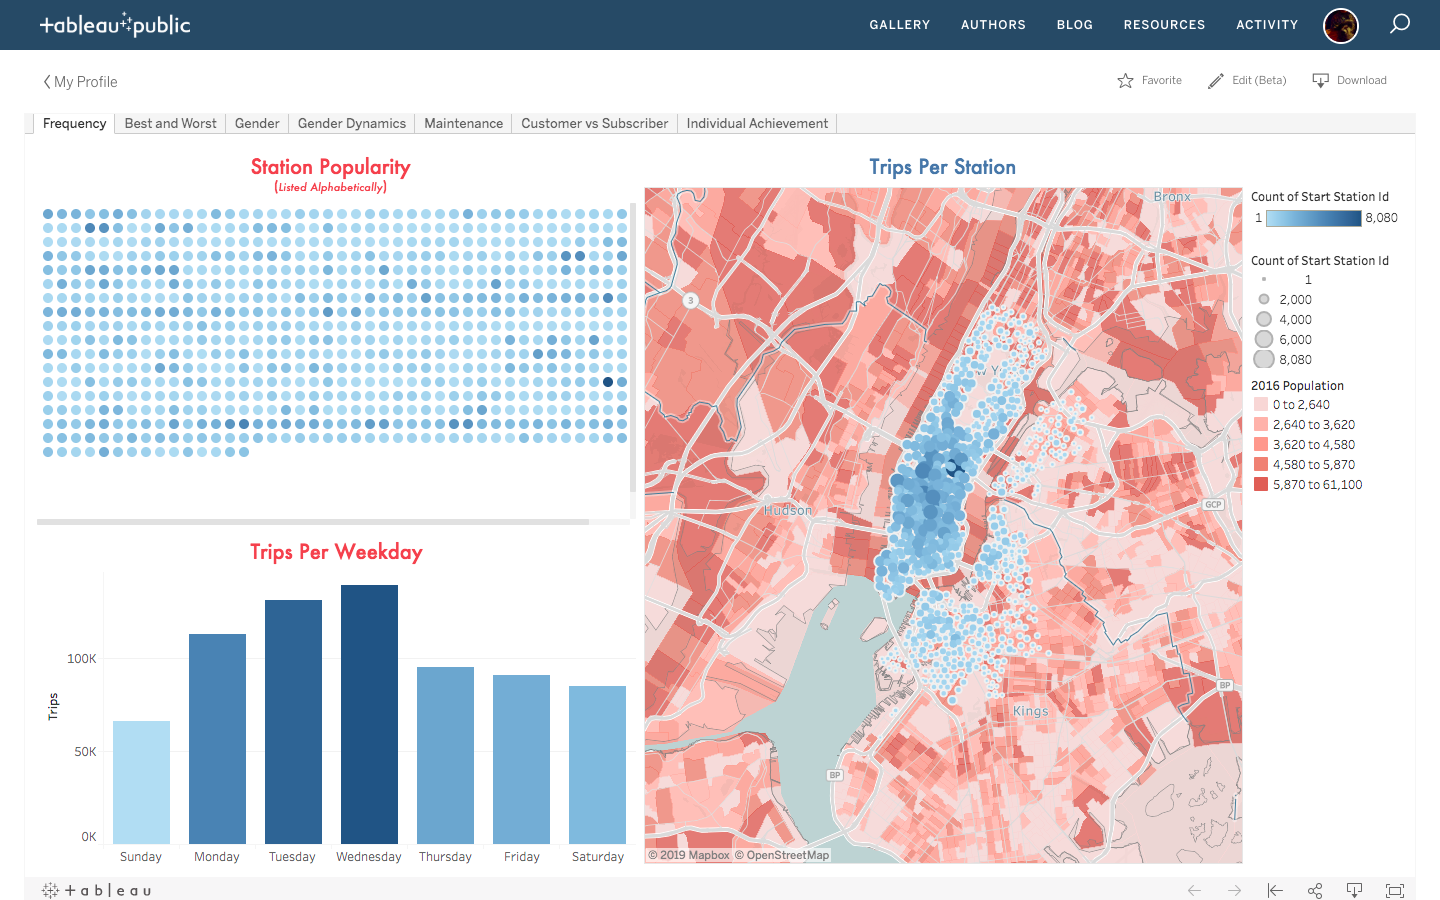 +ableau public
GALLERY AUTHORS BLOG RESOURCES ACTIVITY
My Profile
Favorite Edit (Beta) Download
Frequency Best and Worst Gender Gender Dynamics Maintenance Customer vs Subscriber Individual Achievement
Station Popularity
(Listed Alphabetically)
Trips Per Weekday
Trips
100K
50K
0K
Sunday Monday Tuesday Wednesday Thursday Friday Saturday
Trips Per Station
Bronx
3
N Y
Hudson
GCP
BP
Kings
BP
© 2019 Mapbox © OpenStreetMap
Count of Start Station Id
1 8,080
Count of Start Station Id
1
2,000
4,000
6,000
8,080
2016 Population
0 to 2,640
2,640 to 3,620
3,620 to 4,580
4,580 to 5,870
5,870 to 61,100
+ableau